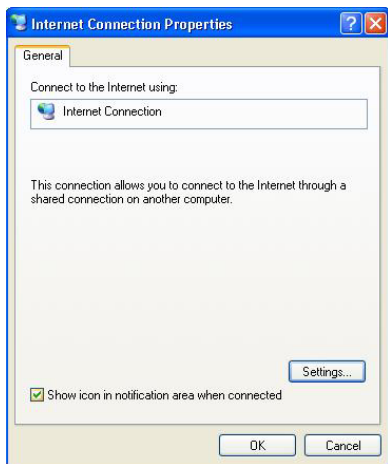 Internet Connection Properties
General
Connect to the Internet using:
Internet Connection
This connection allows you to connect to the Internet through a
shared connection on another computer.
Settings...
Show icon in notification area when connected
OK
Cancel